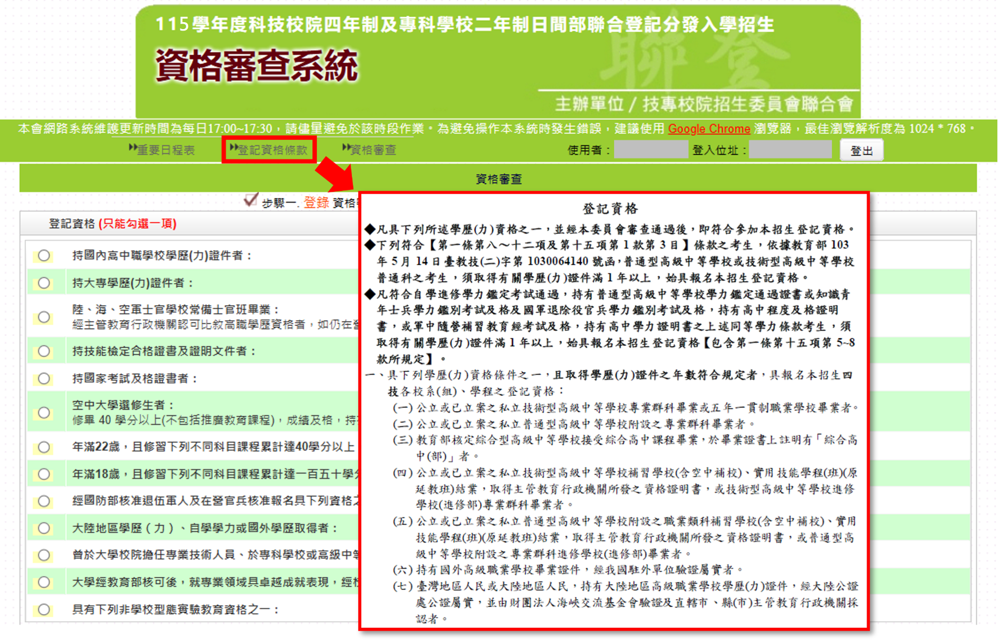 115學年度科技校院四年制及專科學校二年制日間部聯合登記分發入學招生
聯登
資格審查系統
主辦單位 / 技專校院招生委員會聯合會
本會網路系統維護更新時間為每日17:00~17:30，請儘量避免於該時段作業。為避免操作本系統時發生錯誤，建議使用 Google Chrome 瀏覽器，最佳瀏覽解析度為 1024 * 768。
重要日程表 登記資格條款 資格審查 使用者： 登入位址： 登出
資格審查
步驟一. 登錄 資格
登記資格 (只能勾選一項)
持國內高中職學校學歷(力)證件者：
持大專學歷(力)證件者：
陸、海、空軍士官學校常備士官班畢業：
經主管教育行政機關認可比敘高職學歷資格者，如仍在
持技能檢定合格證書及證明文件者：
持國家考試及格證書者：
空中大學選修生者：
修畢 40 學分以上(不包括推廣教育課程)，成績及格，持
年滿22歲，且修習下列不同科目課程累計達40學分以上
年滿18歲，且修習下列不同科目課程累計達一百五十學
經國防部核准退伍軍人及在營官兵核准報名具下列資格
大陸地區學歷（力）、自學學力或國外學歷取得者：
曾於大學校院擔任專業技術人員、於專科學校或高級中
大學經教育部核可後，就專業領域具卓越成就表現，經
具有下列非學校型態實驗教育資格之一：
登記資格
◆凡具下列所述學歷(力)資格之一，並經本委員會審查通過後，即符合參加本招生登記資格。
◆下列符合【第一條第八～十二項及第十五項第 1 款第 3 目】條款之考生，依據教育部 103
年 5 月 14 日臺教技(二)字第 1030064140 號函，普通型高級中等學校或技術型高級中等學校
普通科之考生，須取得有關學歷(力)證件滿 1 年以上，始具報名本招生登記資格。
◆凡符合自學進修學力鑑定考試通過，持有普通型高級中等學校學力鑑定通過證書或知識青
年士兵學力鑑別考試及格及國軍退除役官兵學力鑑別考試及格，持有高中程度及格證明
書，或軍中隨營補習教育經考試及格，持有高中學力證明書之上述同等學力條款考生，須
取得有關學歷(力)證件滿 1 年以上，始具報名本招生登記資格【包含第一條第十五項第 5~8
款所規定】。
一、具下列學歷(力)資格條件之一，且取得學歷(力)證件之年數符合規定者，具報名本招生四
技各校系(組)、學程之登記資格：
(一) 公立或已立案之私立技術型高級中等學校專業群科畢業或五年一貫制職業學校畢業者。
(二) 公立或已立案之私立普通型高級中等學校附設之專業群科畢業者。
(三) 教育部核定綜合型高級中等學校接受綜合高中課程畢業，於畢業證書上註明有「綜合高
中(部)」者。
(四) 公立或已立案之私立技術型高級中等學校補習學校(含空中補校)、實用技能學程(班)(原
延教班)結業，取得主管教育行政機關所發之資格證明書，或技術型高級中等學校進修
學校(進修部)專業群科畢業者。
(五) 公立或已立案之私立普通型高級中等學校附設之職業類科補習學校(含空中補校)、實用
技能學程(班)(原延教班)結業，取得主管教育行政機關所發之資格證明書，或普通型高
級中等學校附設之專業群科進修學校(進修部)畢業者。
(六) 持有國外高級職業學校畢業證件，經我國駐外單位驗證屬實者。
(七) 臺灣地區人民或大陸地區人民，持有大陸地區高級職業學校學歷(力)證件，經大陸公證
處公證屬實，並由財團法人海峽交流基金會驗證及直轄市、縣(市)主管教育行政機關採
認者。